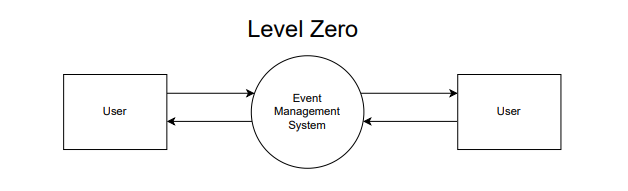 Level Zero
User
Event
Management
System
User